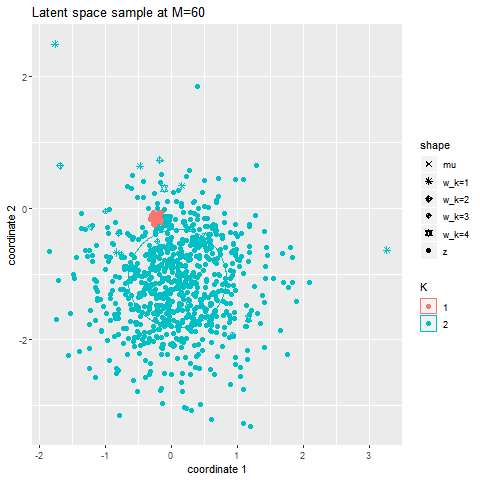 Latent space sample at M=60
coordinate 2
2
0
-2
-2
-1
0
1
2
3
coordinate 1
shape
mu
w_k=1
w_k=2
w_k=3
w_k=4
z
K
1
2